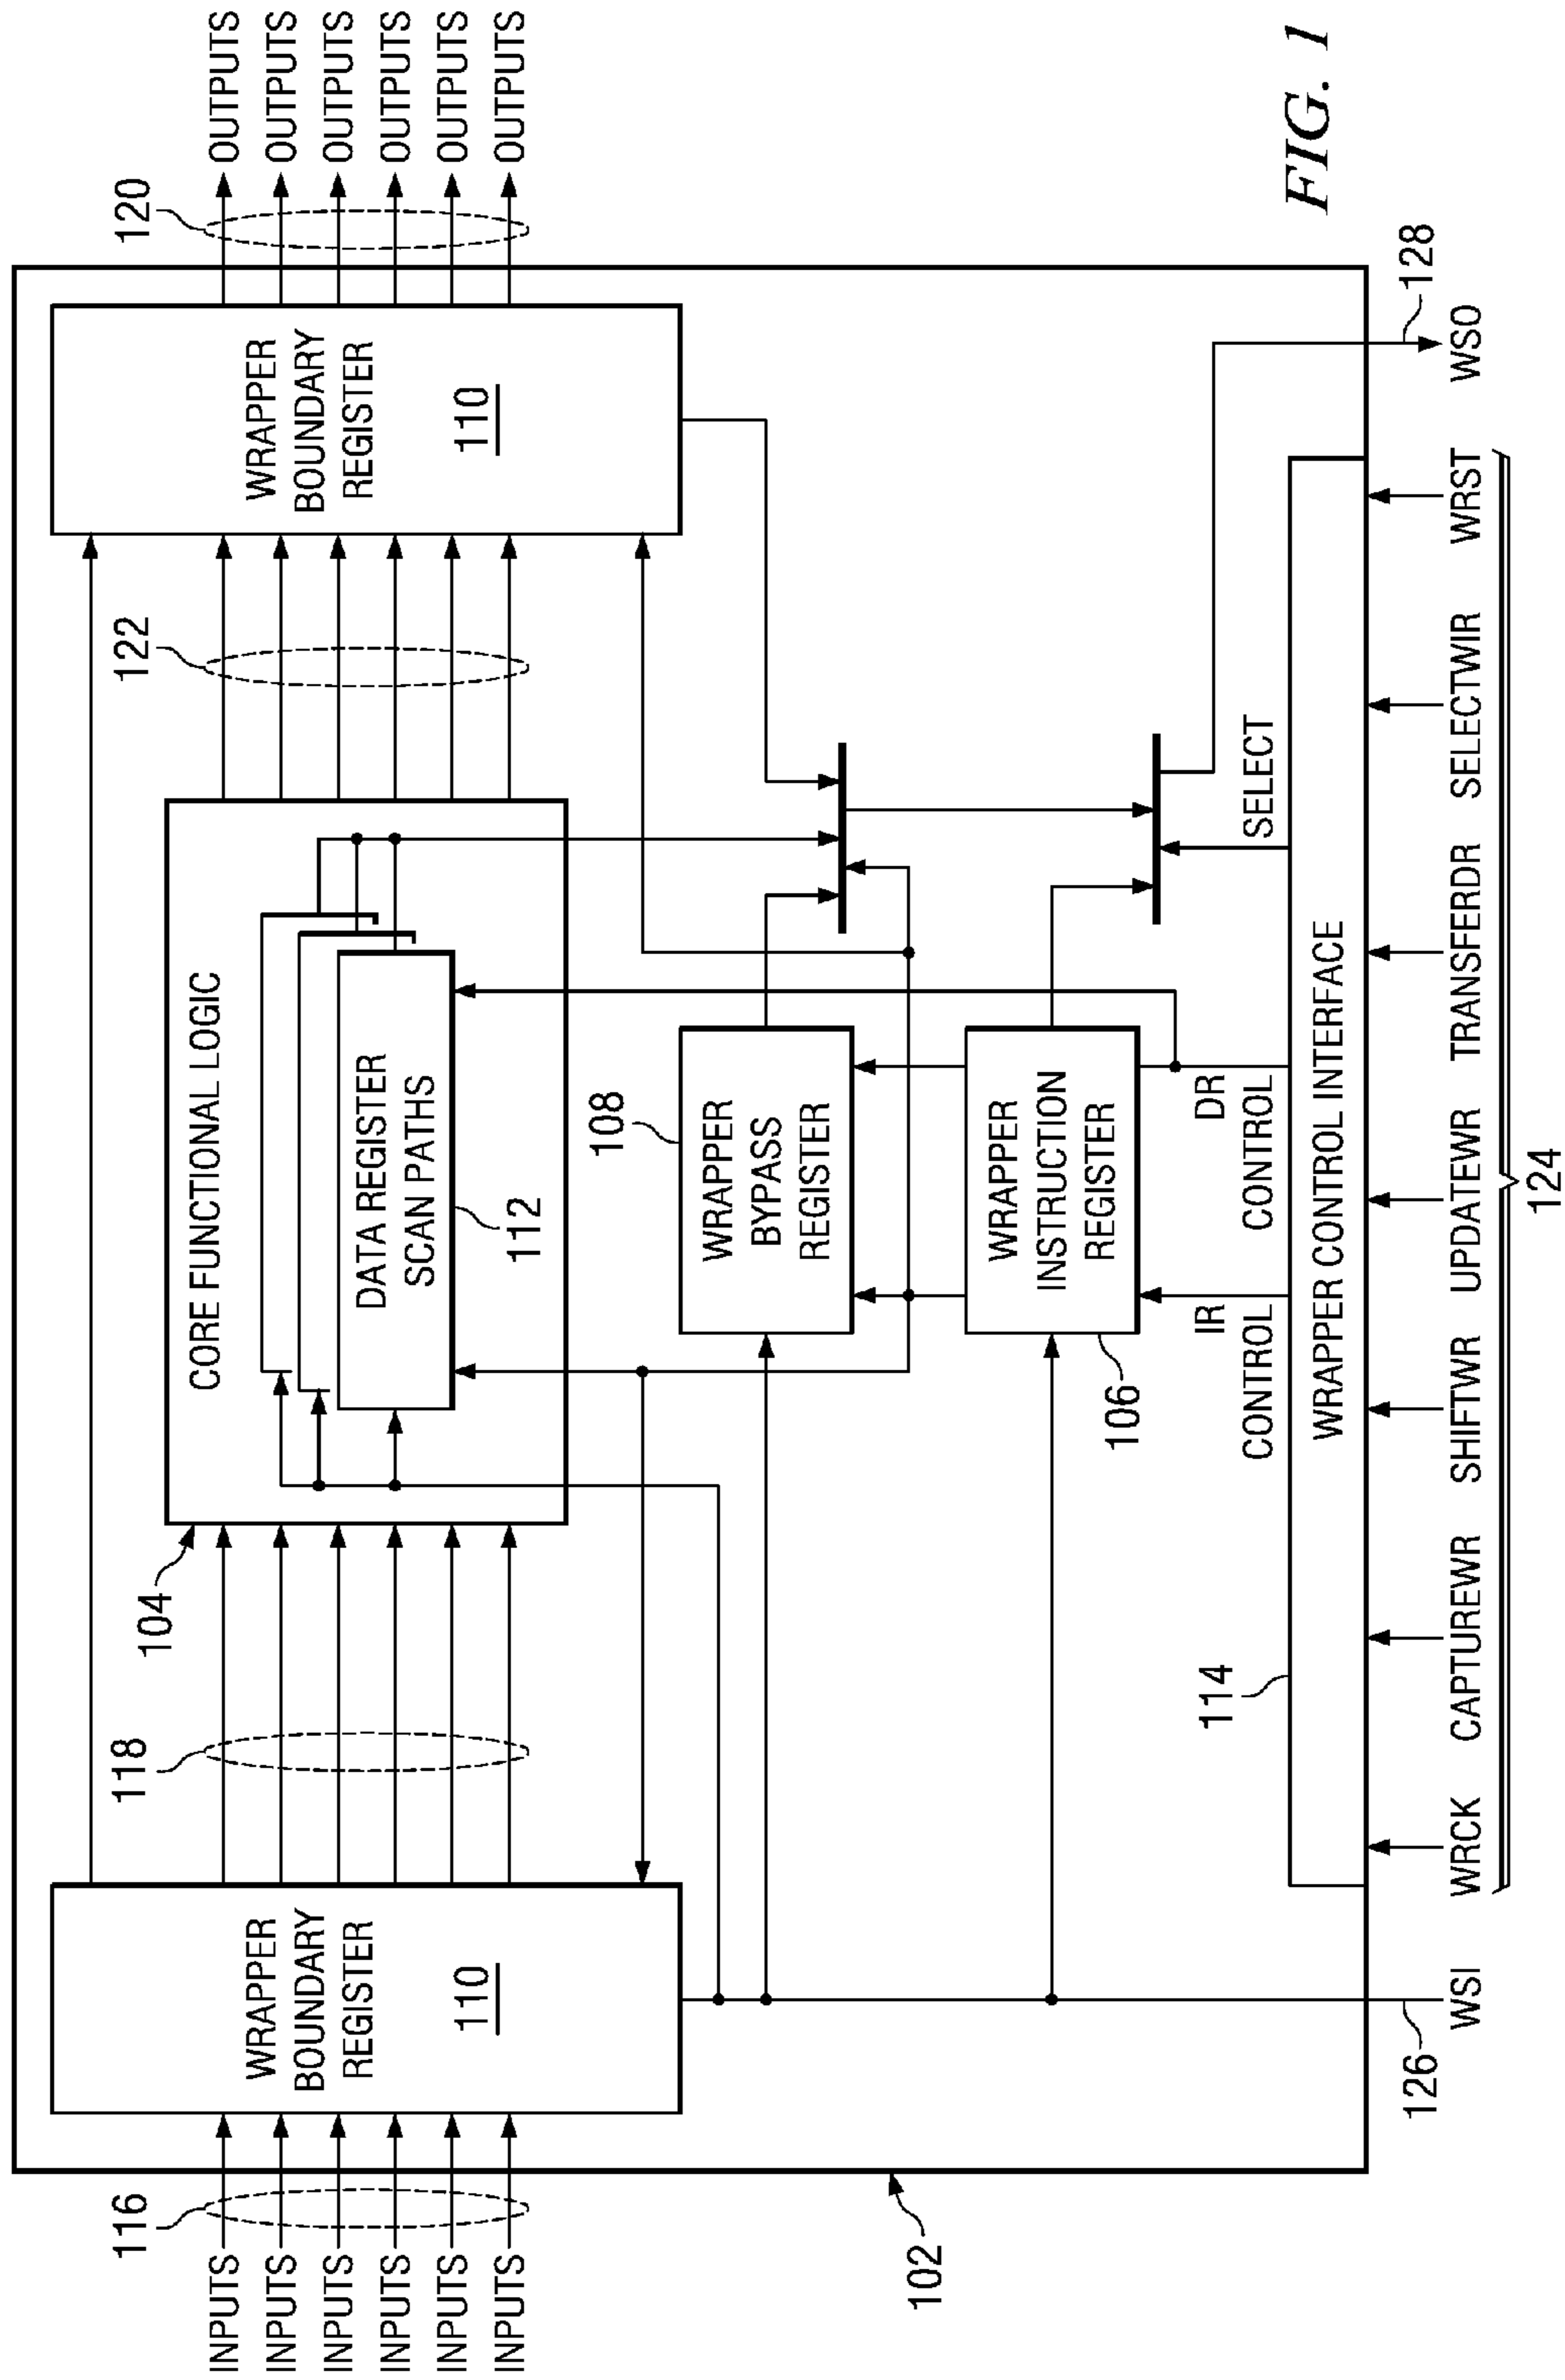 INPUTS
INPUTS
INPUTS
INPUTS
INPUTS
INPUTS
116
102
WRAPPER
BOUNDARY
REGISTER
110
118
104
CORE FUNCTIONAL LOGIC
DATA REGISTER
SCAN PATHS
112
122
WRAPPER
BOUNDARY
REGISTER
110
120
OUTPUTS
OUTPUTS
OUTPUTS
OUTPUTS
OUTPUTS
OUTPUTS
108
WRAPPER
BYPASS
REGISTER
WRAPPER
INSTRUCTION
REGISTER
106
IR
CONTROL
DR
CONTROL
SELECT
114
WRAPPER CONTROL INTERFACE
126
128
WSI
WRCK
CAPTUREWR
SHIFTWR
UPDATEWR
TRANSFERDR
SELECTWIR
WRST
WSO
124
FIG. 1